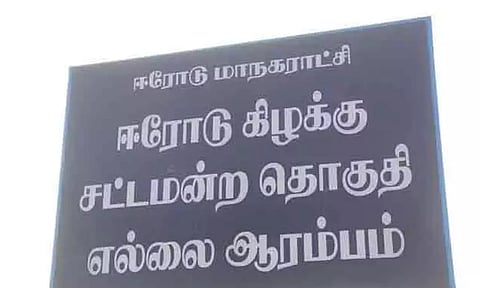 ஈரோடு மாநகராட்சி
ஈரோடு கிழக்கு
சட்டமன்ற தொகுதி
எல்லை ஆரம்பம்